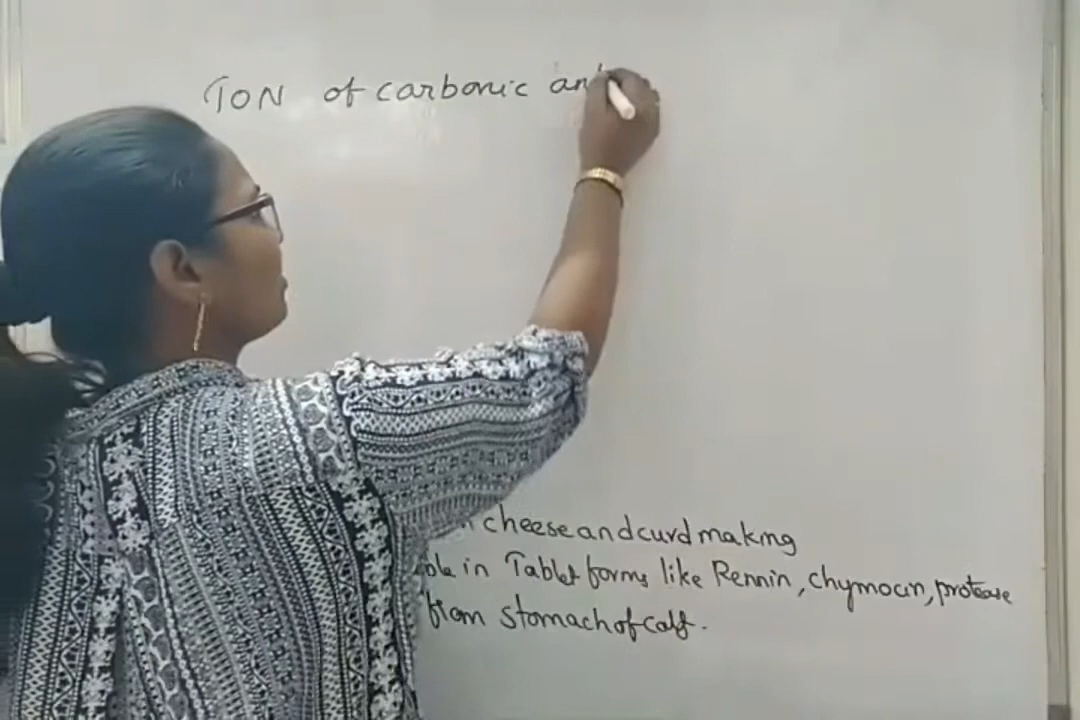 TON of carbonic an
cheese and curd making
in Tablet forms like Rennin, chymocin, protease
from stomach of calf.